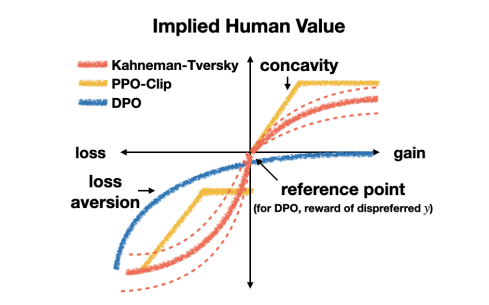 Implied Human Value
Kahneman-Tversky
PPO-Clip
DPO
concavity
loss
gain
loss
aversion
reference point
(for DPO, reward of dispreferred y)